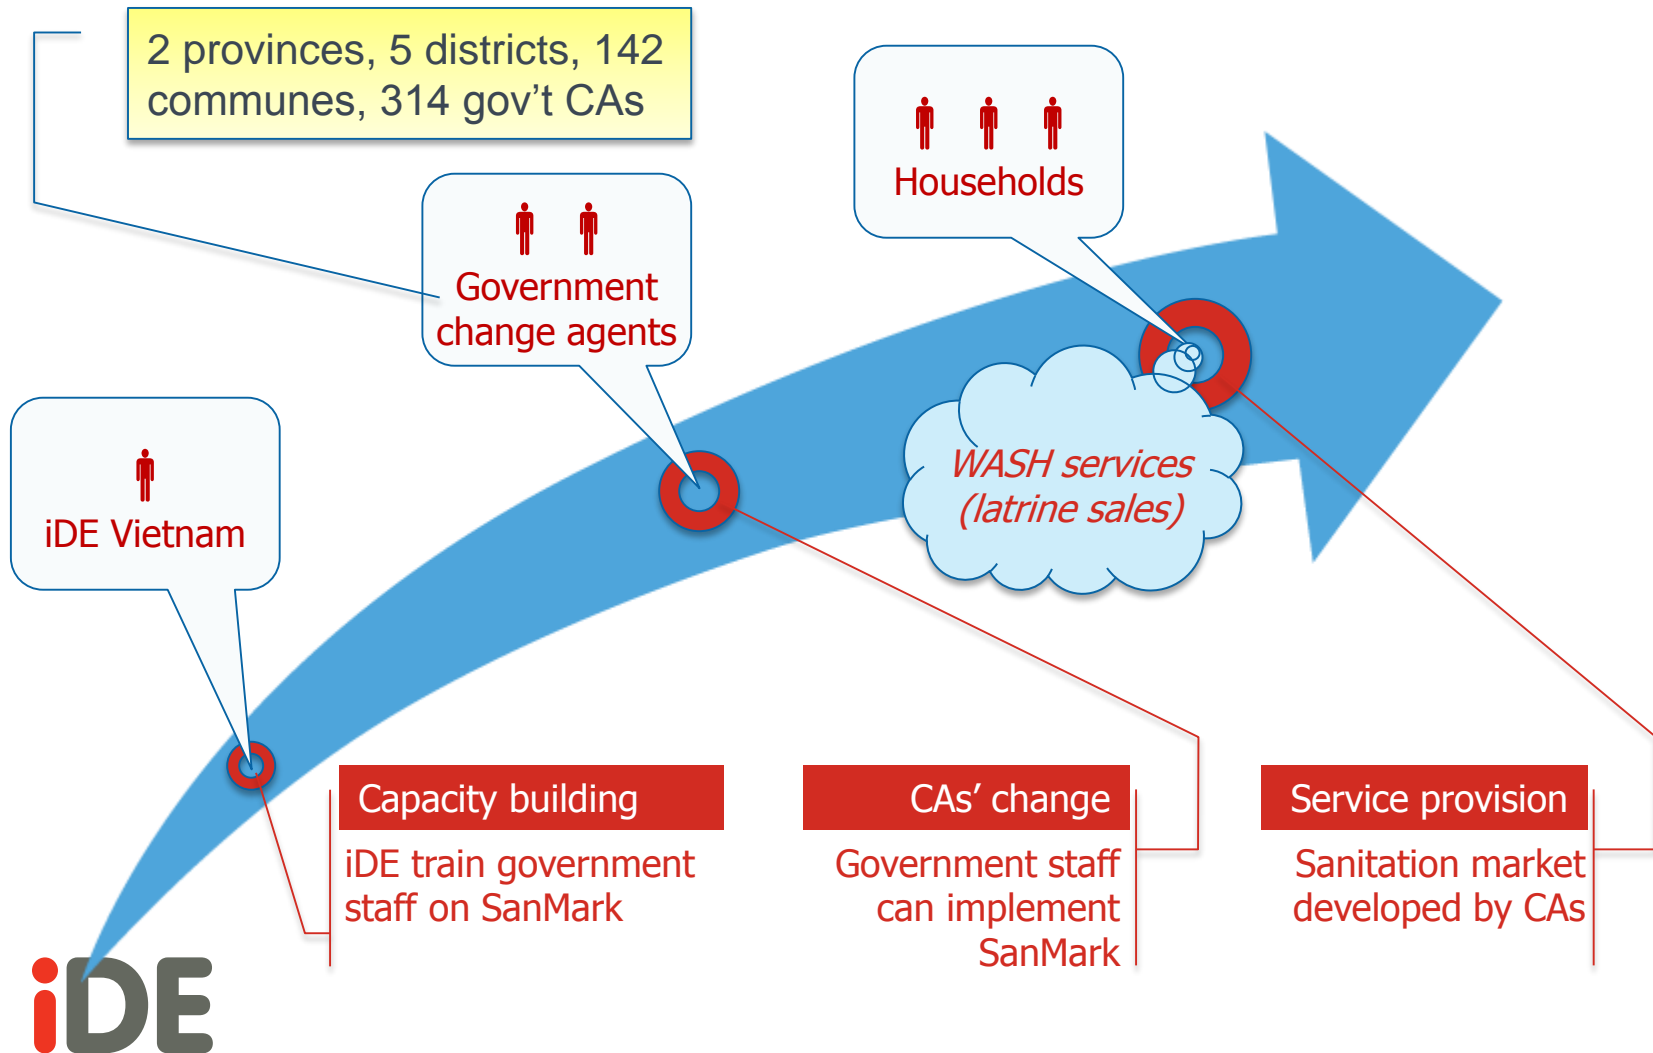 2 provinces, 5 districts, 142
communes, 314 gov't CAs
Households
Government
change agents
iDE Vietnam
WASH services
(latrine sales)
Capacity building
iDE train government
staff on SanMark
CAs’ change
Government staff
can implement
SanMark
Service provision
Sanitation market
developed by CAs
iDE